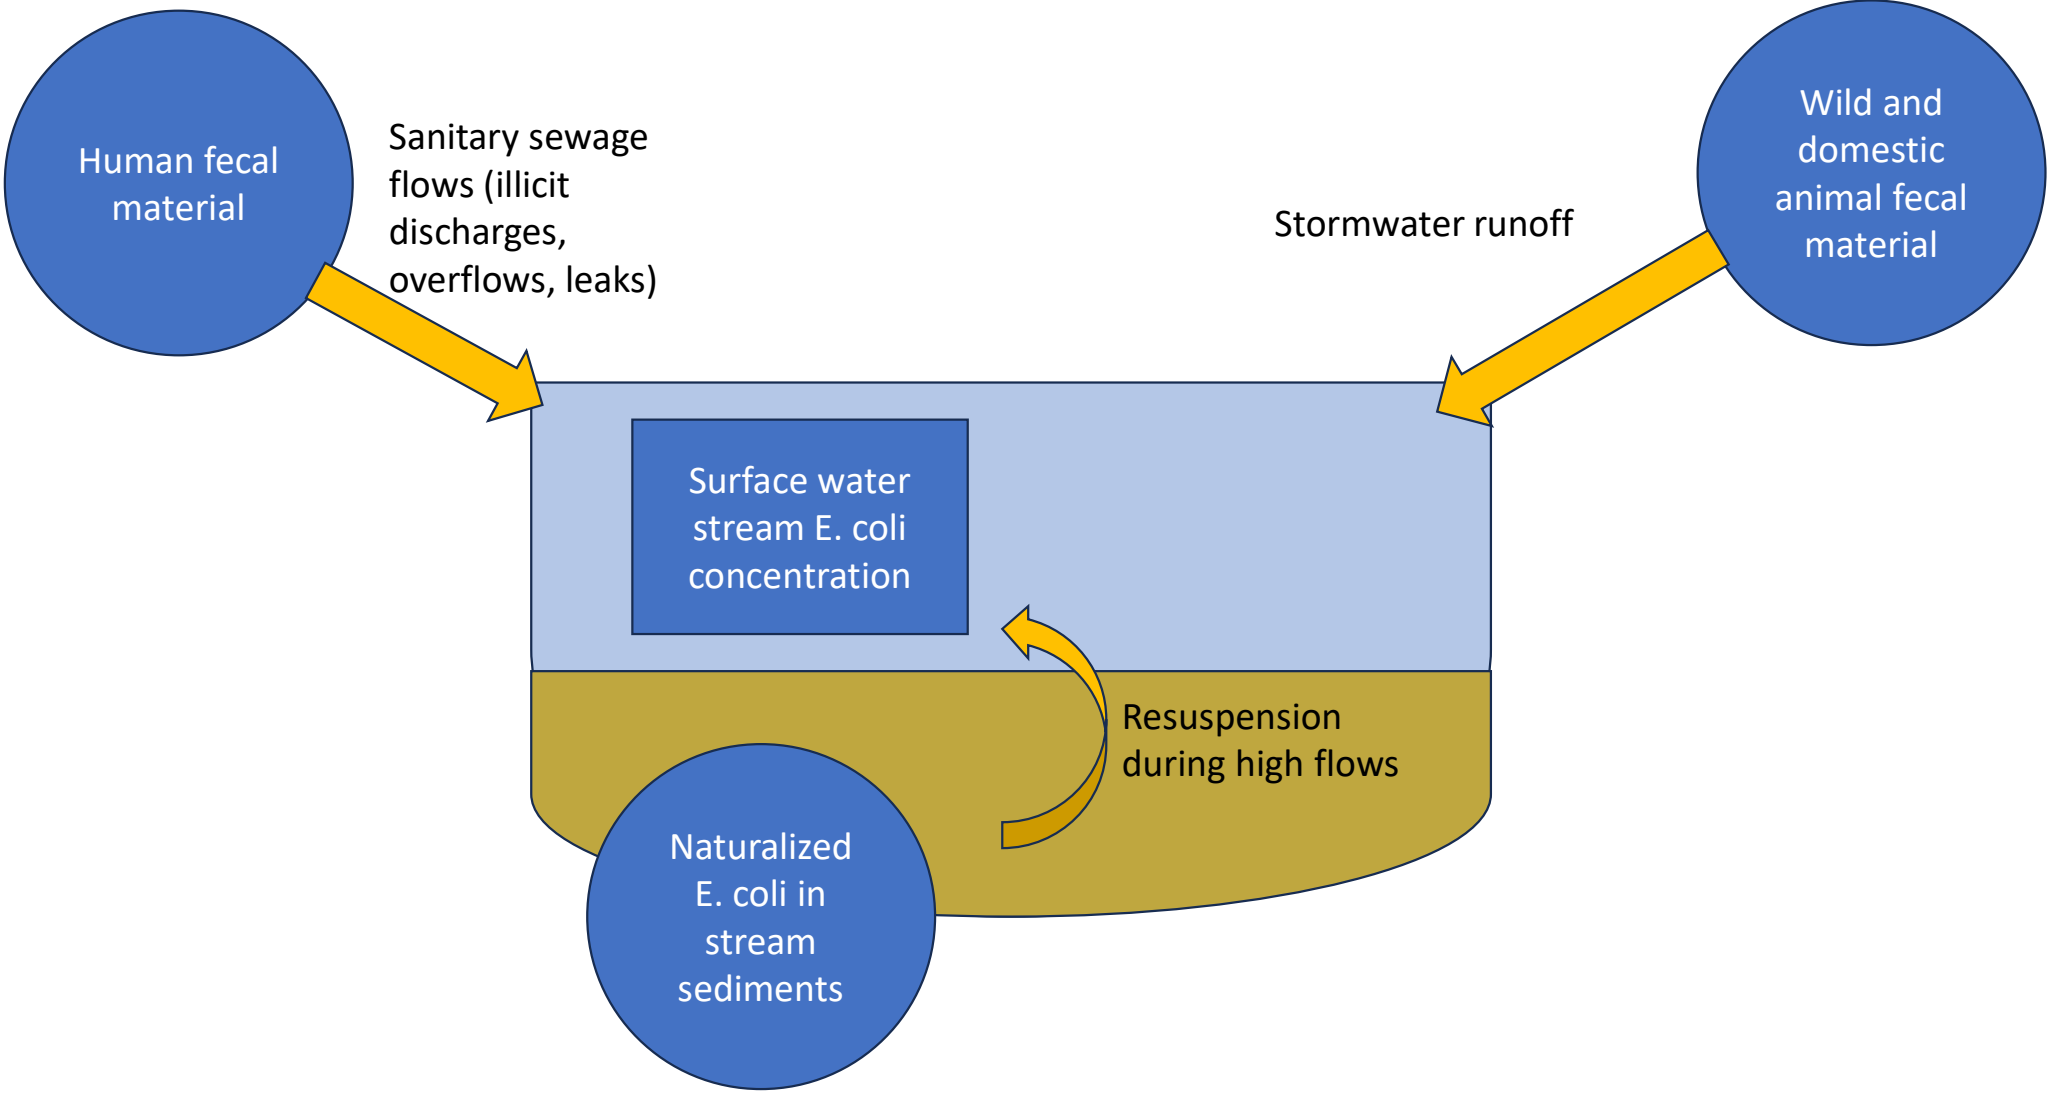 Human fecal
material
Sanitary sewage
flows (illicit
discharges,
overflows, leaks)
Stormwater runoff
Wild and
domestic
animal fecal
material
Surface water
stream E. coli
concentration
Resuspension
during high flows
Naturalized
E. coli in
stream
sediments